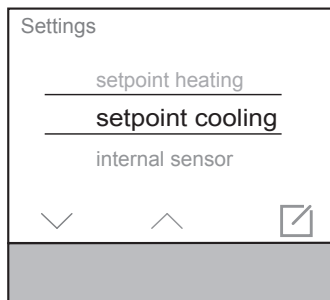 Settings
setpoint heating
setpoint cooling
internal sensor